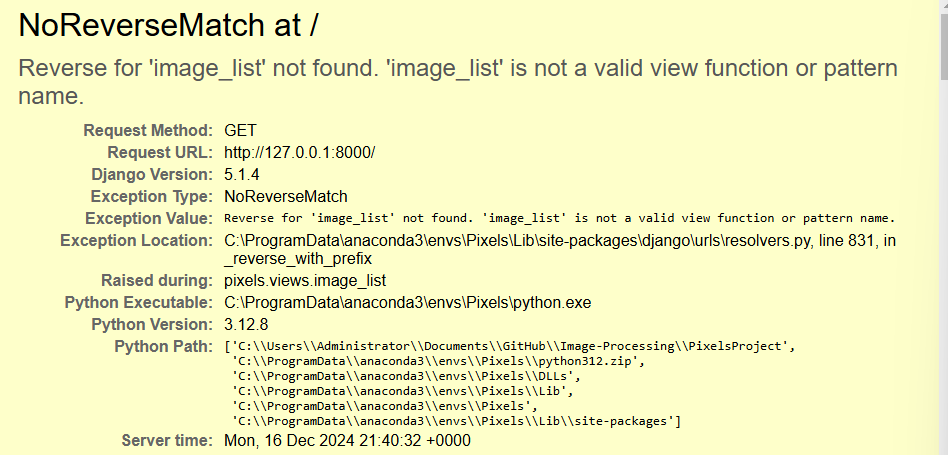 NoReverseMatch at /
Reverse for 'image_list' not found. 'image_list' is not a valid view function or pattern
name.
Request Method: GET
Request URL: http://127.0.0.1:8000/
Django Version: 5.1.4
Exception Type: NoReverseMatch
Exception Value: Reverse for 'image_list' not found. 'image_list' is not a valid view function or pattern name.
Exception Location: C:\ProgramData\anaconda3\envs\Pixels\Lib\site-packages\django\urls\resolvers.py, line 831, in
_reverse_with_prefix
Raised during: pixels.views.image_list
Python Executable: C:\ProgramData\anaconda3\envs\Pixels\python.exe
Python Version: 3.12.8
Python Path: ['C:\\Users\\Administrator\\Documents\\GitHub\\Image-Processing\\PixelsProject',
'C:\\ProgramData\\anaconda3\\envs\\Pixels\\python312.zip',
'C:\\ProgramData\\anaconda3\\envs\\Pixels\\DLLs',
'C:\\ProgramData\\anaconda3\\envs\\Pixels\\Lib',
'C:\\ProgramData\\anaconda3\\envs\\Pixels',
'C:\\ProgramData\\anaconda3\\envs\\Pixels\\Lib\\site-packages']
Server time: Mon, 16 Dec 2024 21:40:32 +0000